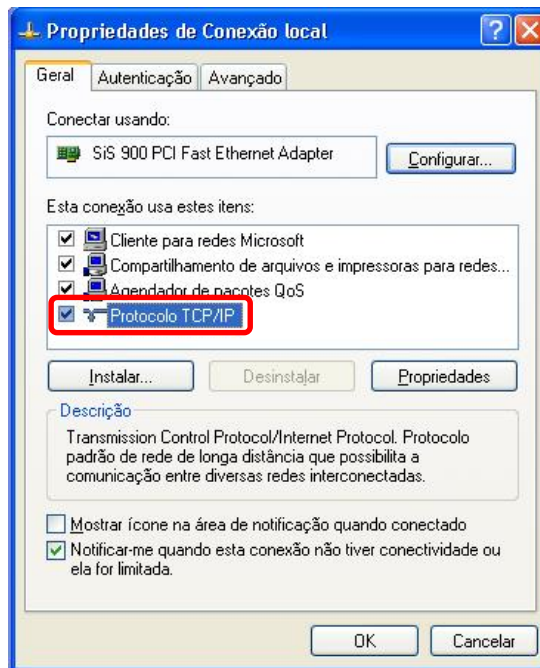 Propriedades de Conexão local
Geral Autenticação Avançado
Conectar usando:
SiS 900 PCI Fast Ethernet Adapter Configurar...
Esta conexão usa estes itens:
Cliente para redes Microsoft
Compartilhamento de arquivos e impressoras para redes...
Agendador de pacotes QoS
Protocolo TCP/IP
Instalar... Desinstalar Propriedades
Descrição
Transmission Control Protocol/Internet Protocol. Protocolo
padrão de rede de longa distância que possibilita a
comunicação entre diversas redes interconectadas.
Mostrar ícone na área de notificação quando conectado
Notificar-me quando esta conexão não tiver conectividade ou
ela for limitada.
OK Cancelar